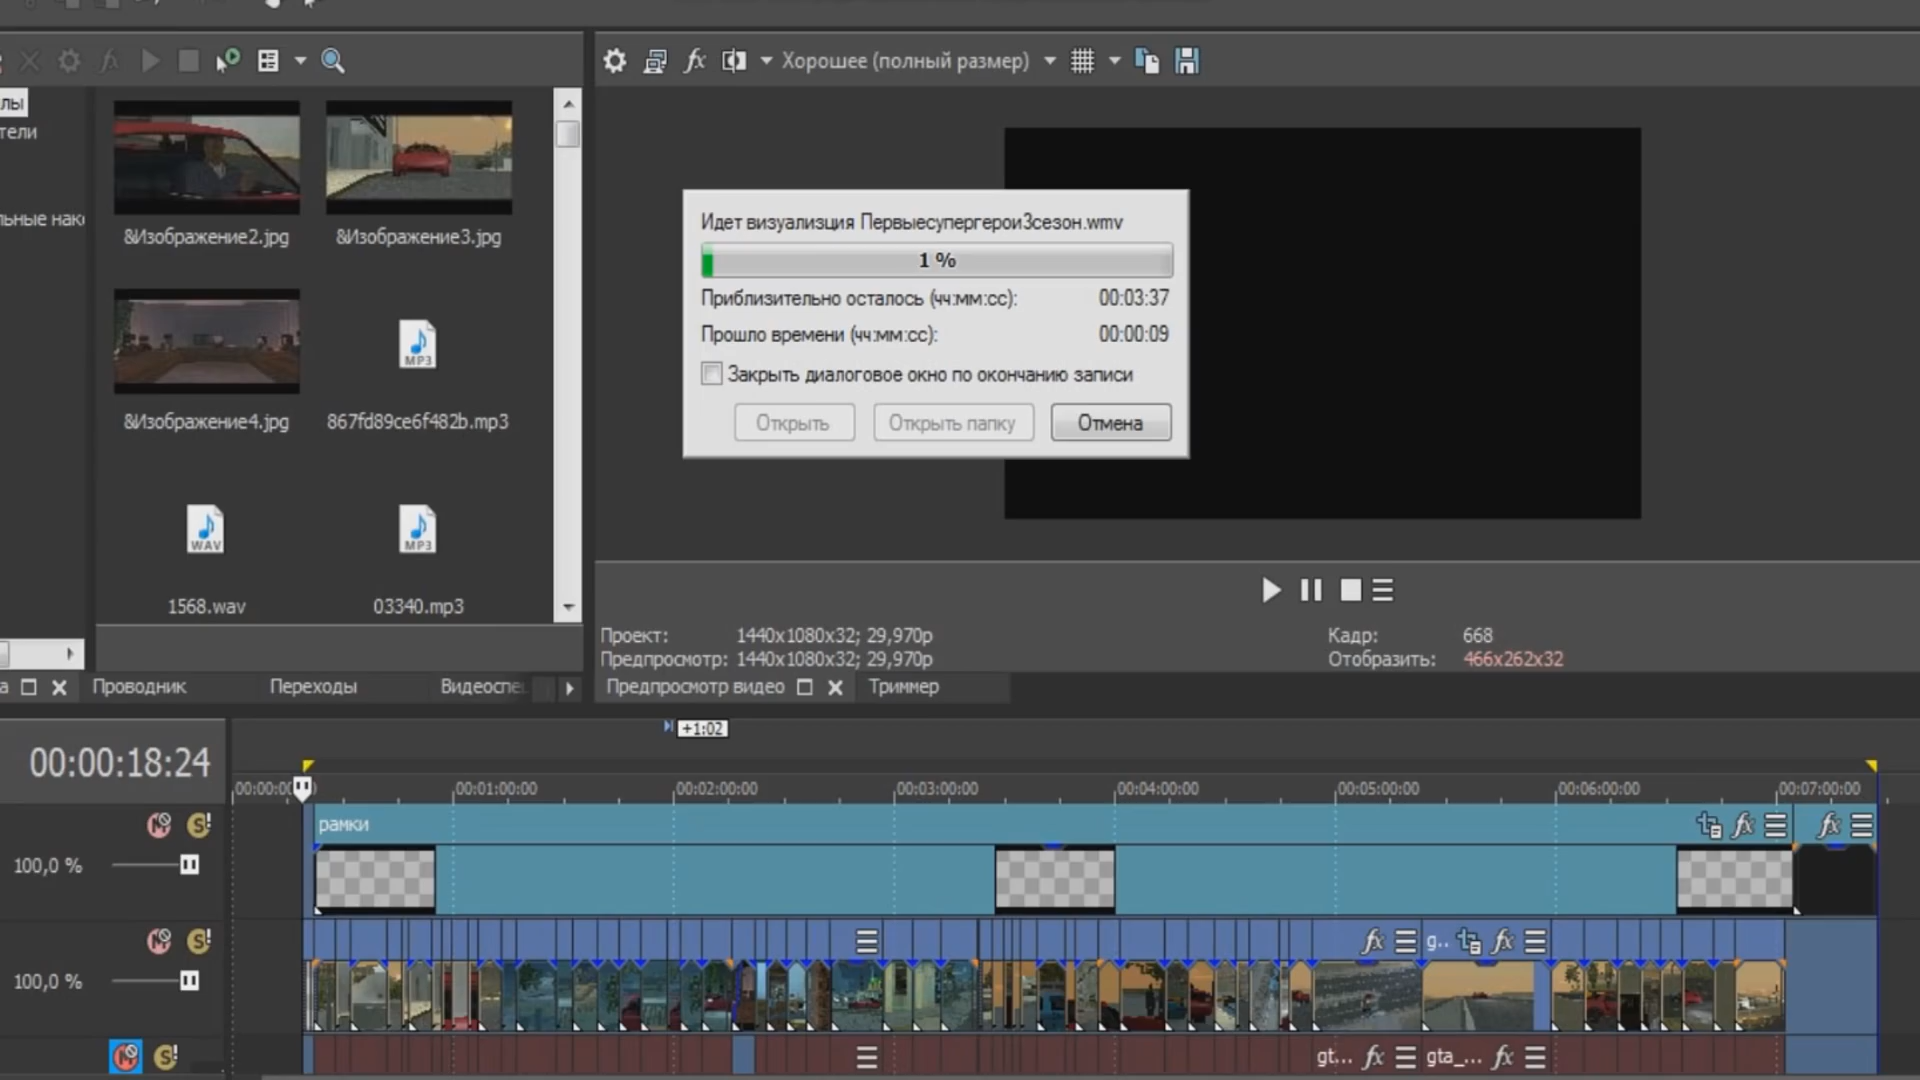 Хорошее (полный размер)
лы
тели
льные нако
&Изображение2.jpg
&Изображение3.jpg
MP3
&Изображение4.jpg
867fd89ce6f482b.mp3
WAV
MP3
1568.wav
03340.mp3
Идет визуализция Первыесупергерои3сезон.wmv
1 %
Приблизительно осталось (чч:мм:сс): 00:03:37
Прошло времени (чч:мм:сс): 00:00:09
Закрыть диалоговое окно по окончанию записи
Открыть
Открыть папку
Отмена
Проект: 1440x1080x32; 29,970p
Предпросмотр: 1440x1080x32; 29,970p
Кадр: 668
Отобразить: 466x262x32
а
Проводник
Переходы
Видеоспе
Предпросмотр видео
Триммер
+1:02
00:00:18:24
00:00:00
00:01:00:00
00:02:00:00
00:03:00:00
00:04:00:00
00:05:00:00
00:06:00:00
00:07:00:00
рамки
100,0 %
g..
100,0 %
gt...
gta_...